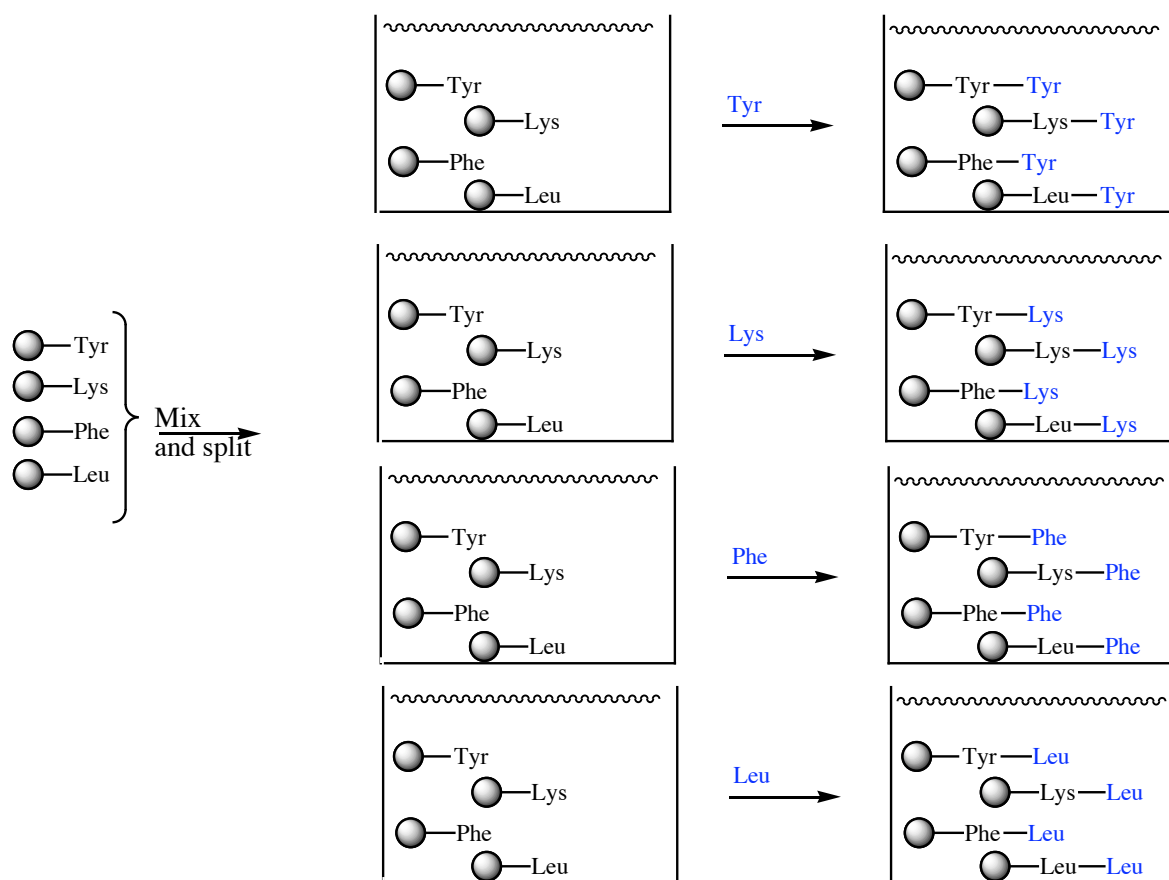 Tyr
Lys
Phe
Leu
Mix
and split
Tyr
Lys
Phe
Leu
Tyr
Tyr Tyr
Lys Tyr
Phe Tyr
Leu Tyr
Tyr
Lys
Phe
Leu
Lys
Tyr Lys
Lys Lys
Phe Lys
Leu Lys
Tyr
Lys
Phe
Leu
Phe
Tyr Phe
Lys Phe
Phe Phe
Leu Phe
Tyr
Lys
Phe
Leu
Leu
Tyr Leu
Lys Leu
Phe Leu
Leu Leu